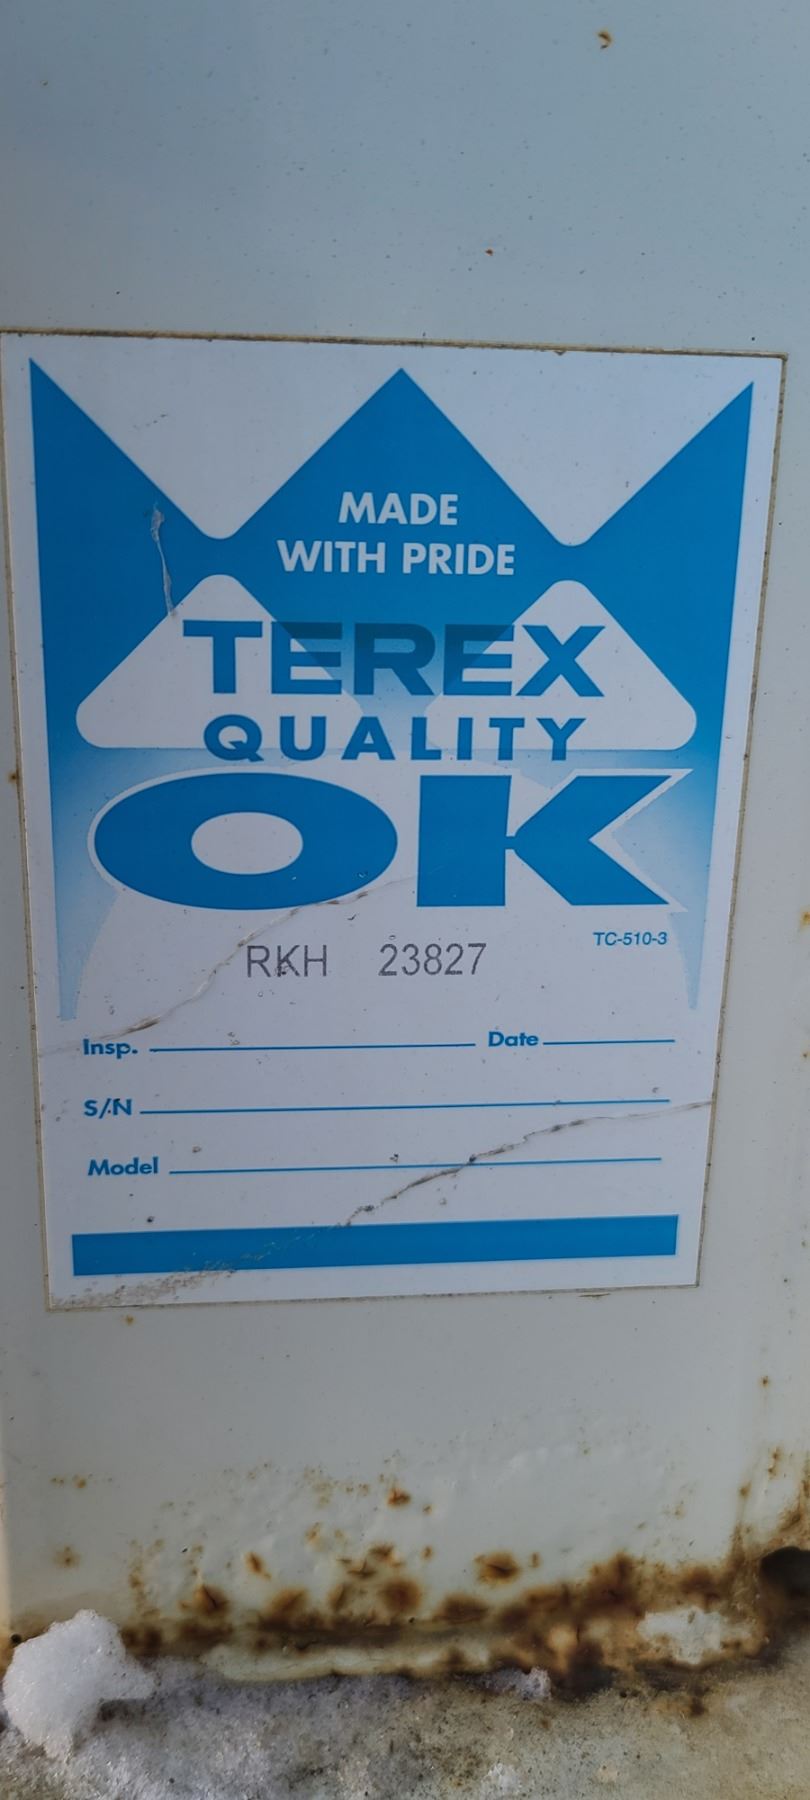 MADE
WITH PRIDE
TEREX
QUALITY
OK
TC-510-3
RKH 23827
Insp. Date
S/N
Model